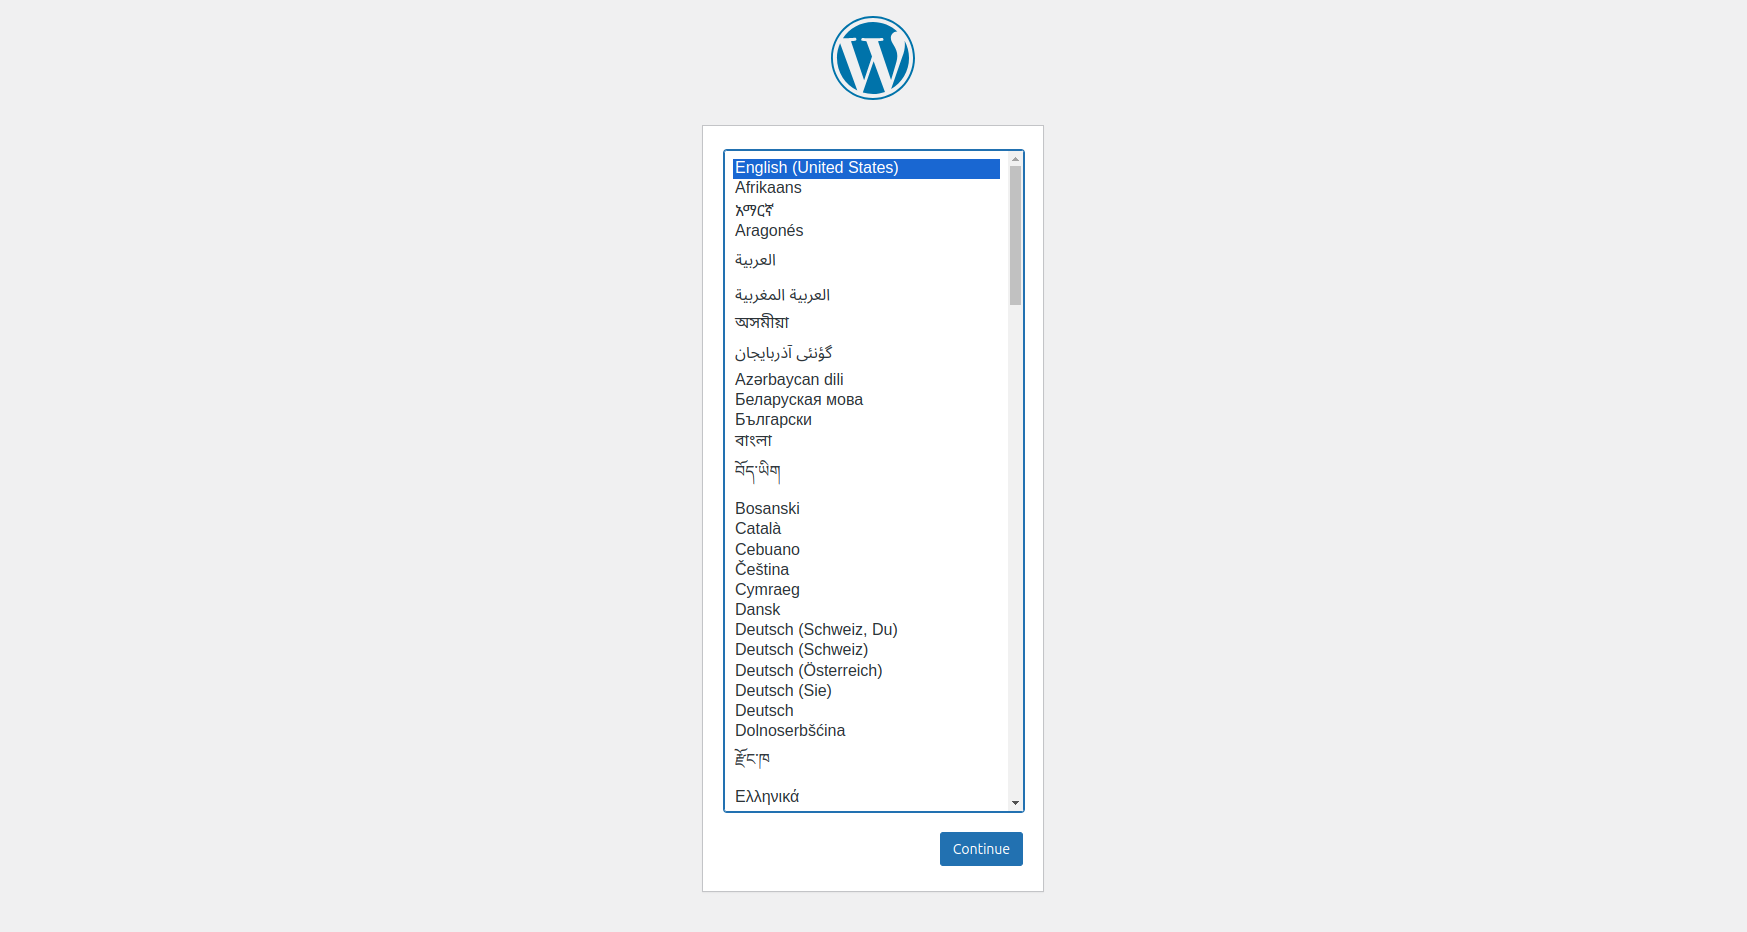 English (United States)
Afrikaans
አማርኛ
Aragonés
العربية
العربية المغربية
অসমীয়া
گؤنئی آذربایجان
Azərbaycan dili
Беларуская мова
Български
বাংলা
བོད་ཡིག
Bosanski
Català
Cebuano
Čeština
Cymraeg
Dansk
Deutsch (Schweiz, Du)
Deutsch (Schweiz)
Deutsch (Österreich)
Deutsch (Sie)
Deutsch
Dolnoserbšćina
རྫོང་ཁ
Ελληνικά
Continue